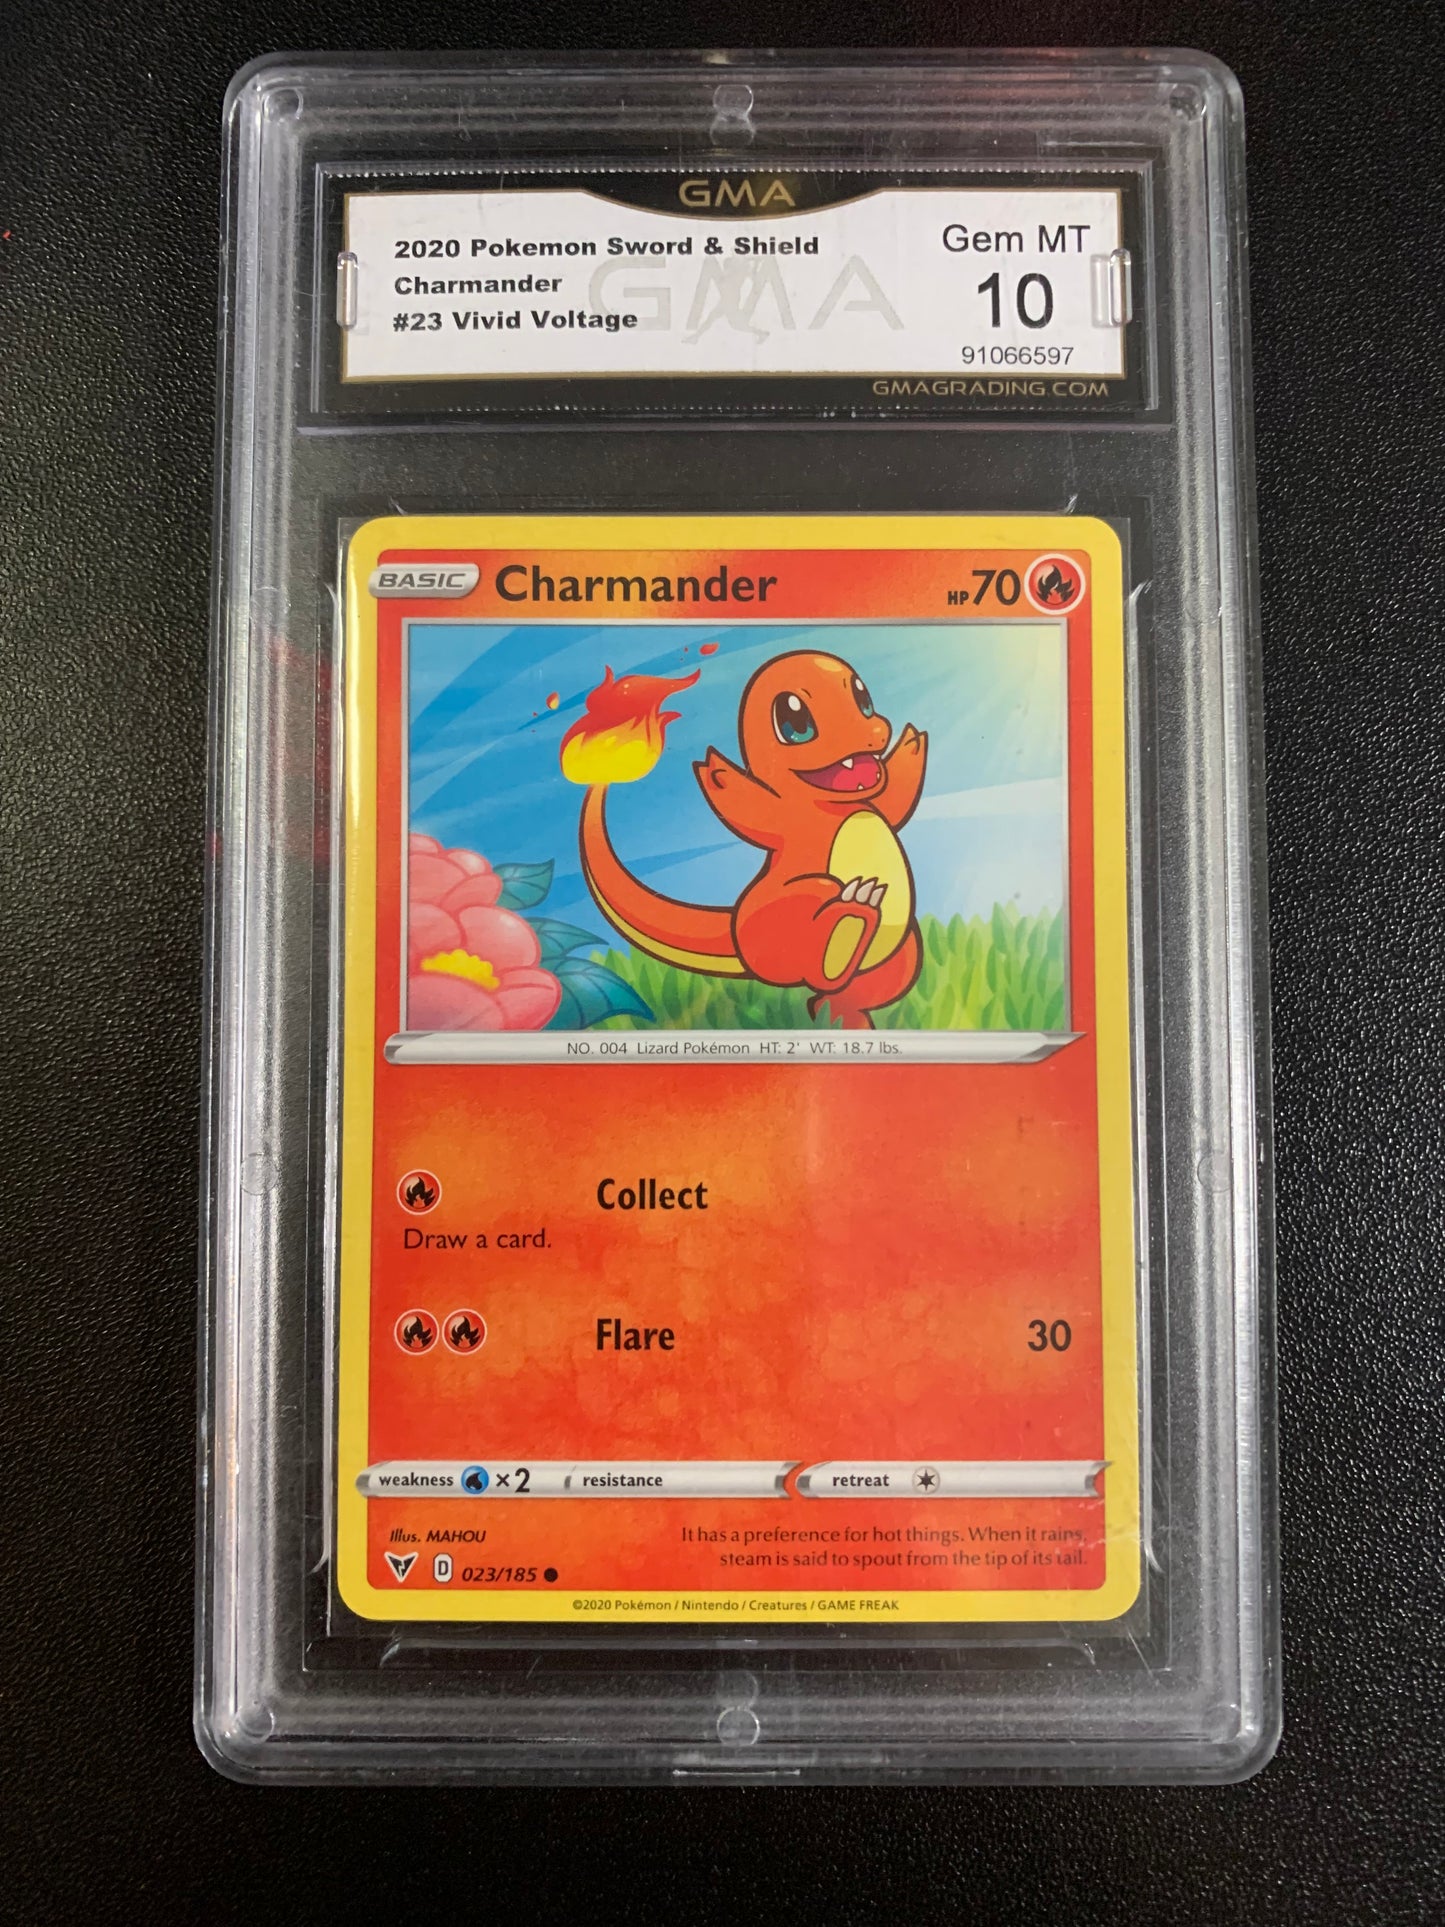 GMA
2020 Pokemon Sword & Shield
Charmander
#23 Vivid Voltage
GMA
Gem MT
10
91066597
GMAGRADING.COM
BASIC Charmander HP 70
NO. 004 Lizard Pokémon HT: 2' WT: 18.7 lbs.
Collect
Draw a card.
Flare 30
weakness ×2 resistance retreat
Illus. MAHOU
It has a preference for hot things. When it rains,
steam is said to spout from the tip of its tail.
D 023/185
©2020 Pokémon / Nintendo / Creatures / GAME FREAK